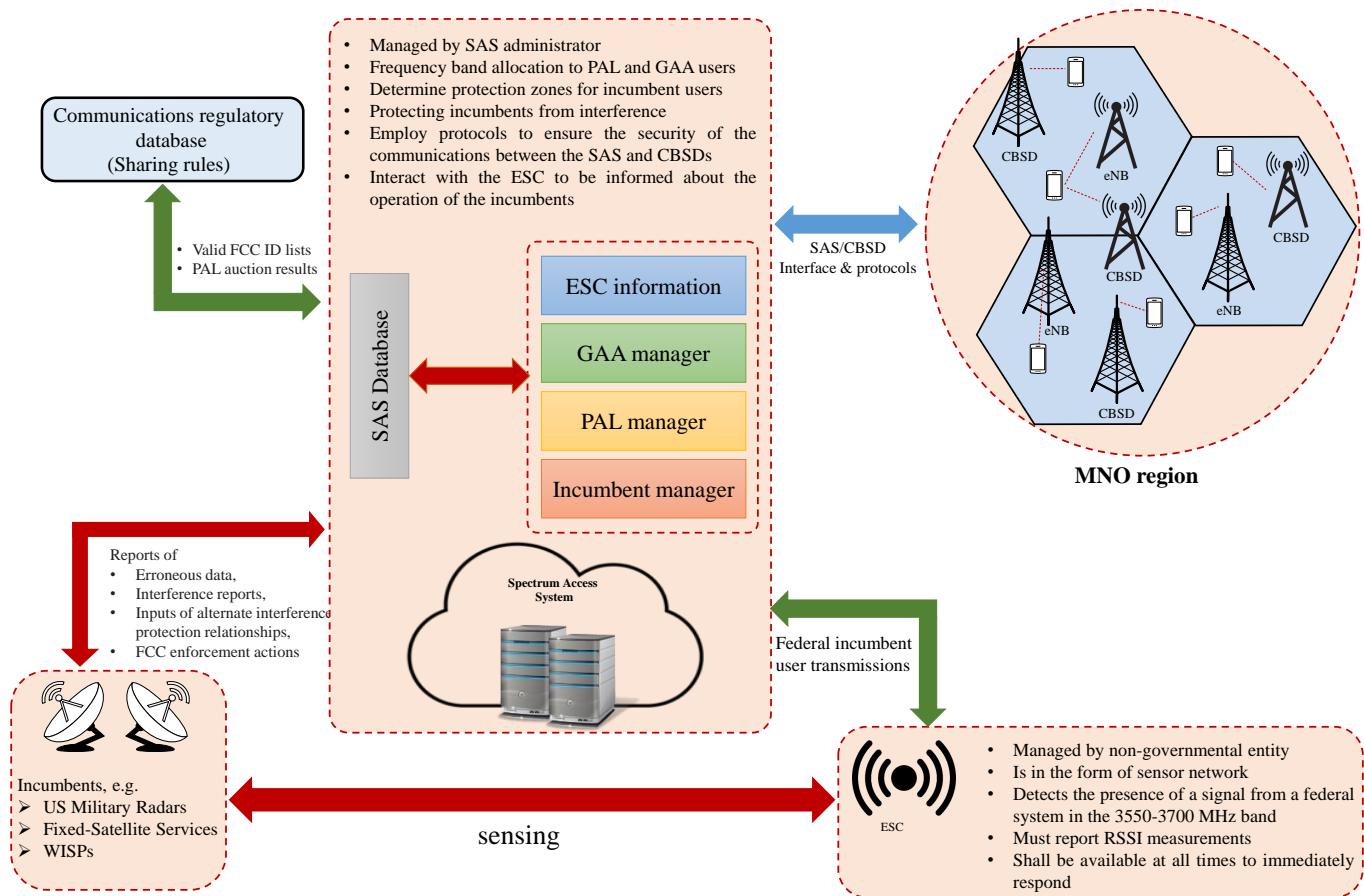 • Managed by SAS administrator
• Frequency band allocation to PAL and GAA users
• Determine protection zones for incumbent users
• Protecting incumbents from interference
• Employ protocols to ensure the security of the
communications between the SAS and CBSDs
• Interact with the ESC to be informed about the
operation of the incumbents
Communications regulatory
database
(Sharing rules)
• Valid FCC ID lists
• PAL auction results
SAS Database
ESC information
GAA manager
PAL manager
Incumbent manager
SAS/CBSD
Interface & protocols
CBSD
eNB
CBSD
CBSD
eNB
eNB
CBSD
MNO region
Reports of
• Erroneous data,
• Interference reports,
• Inputs of alternate interference
protection relationships,
• FCC enforcement actions
Spectrum Access
System
Federal incumbent
user transmissions
Incumbents, e.g.
➢ US Military Radars
➢ Fixed-Satellite Services
➢ WISPs
sensing
ESC
• Managed by non-governmental entity
• Is in the form of sensor network
• Detects the presence of a signal from a federal
system in the 3550-3700 MHz band
• Must report RSSI measurements
• Shall be available at all times to immediately
respond